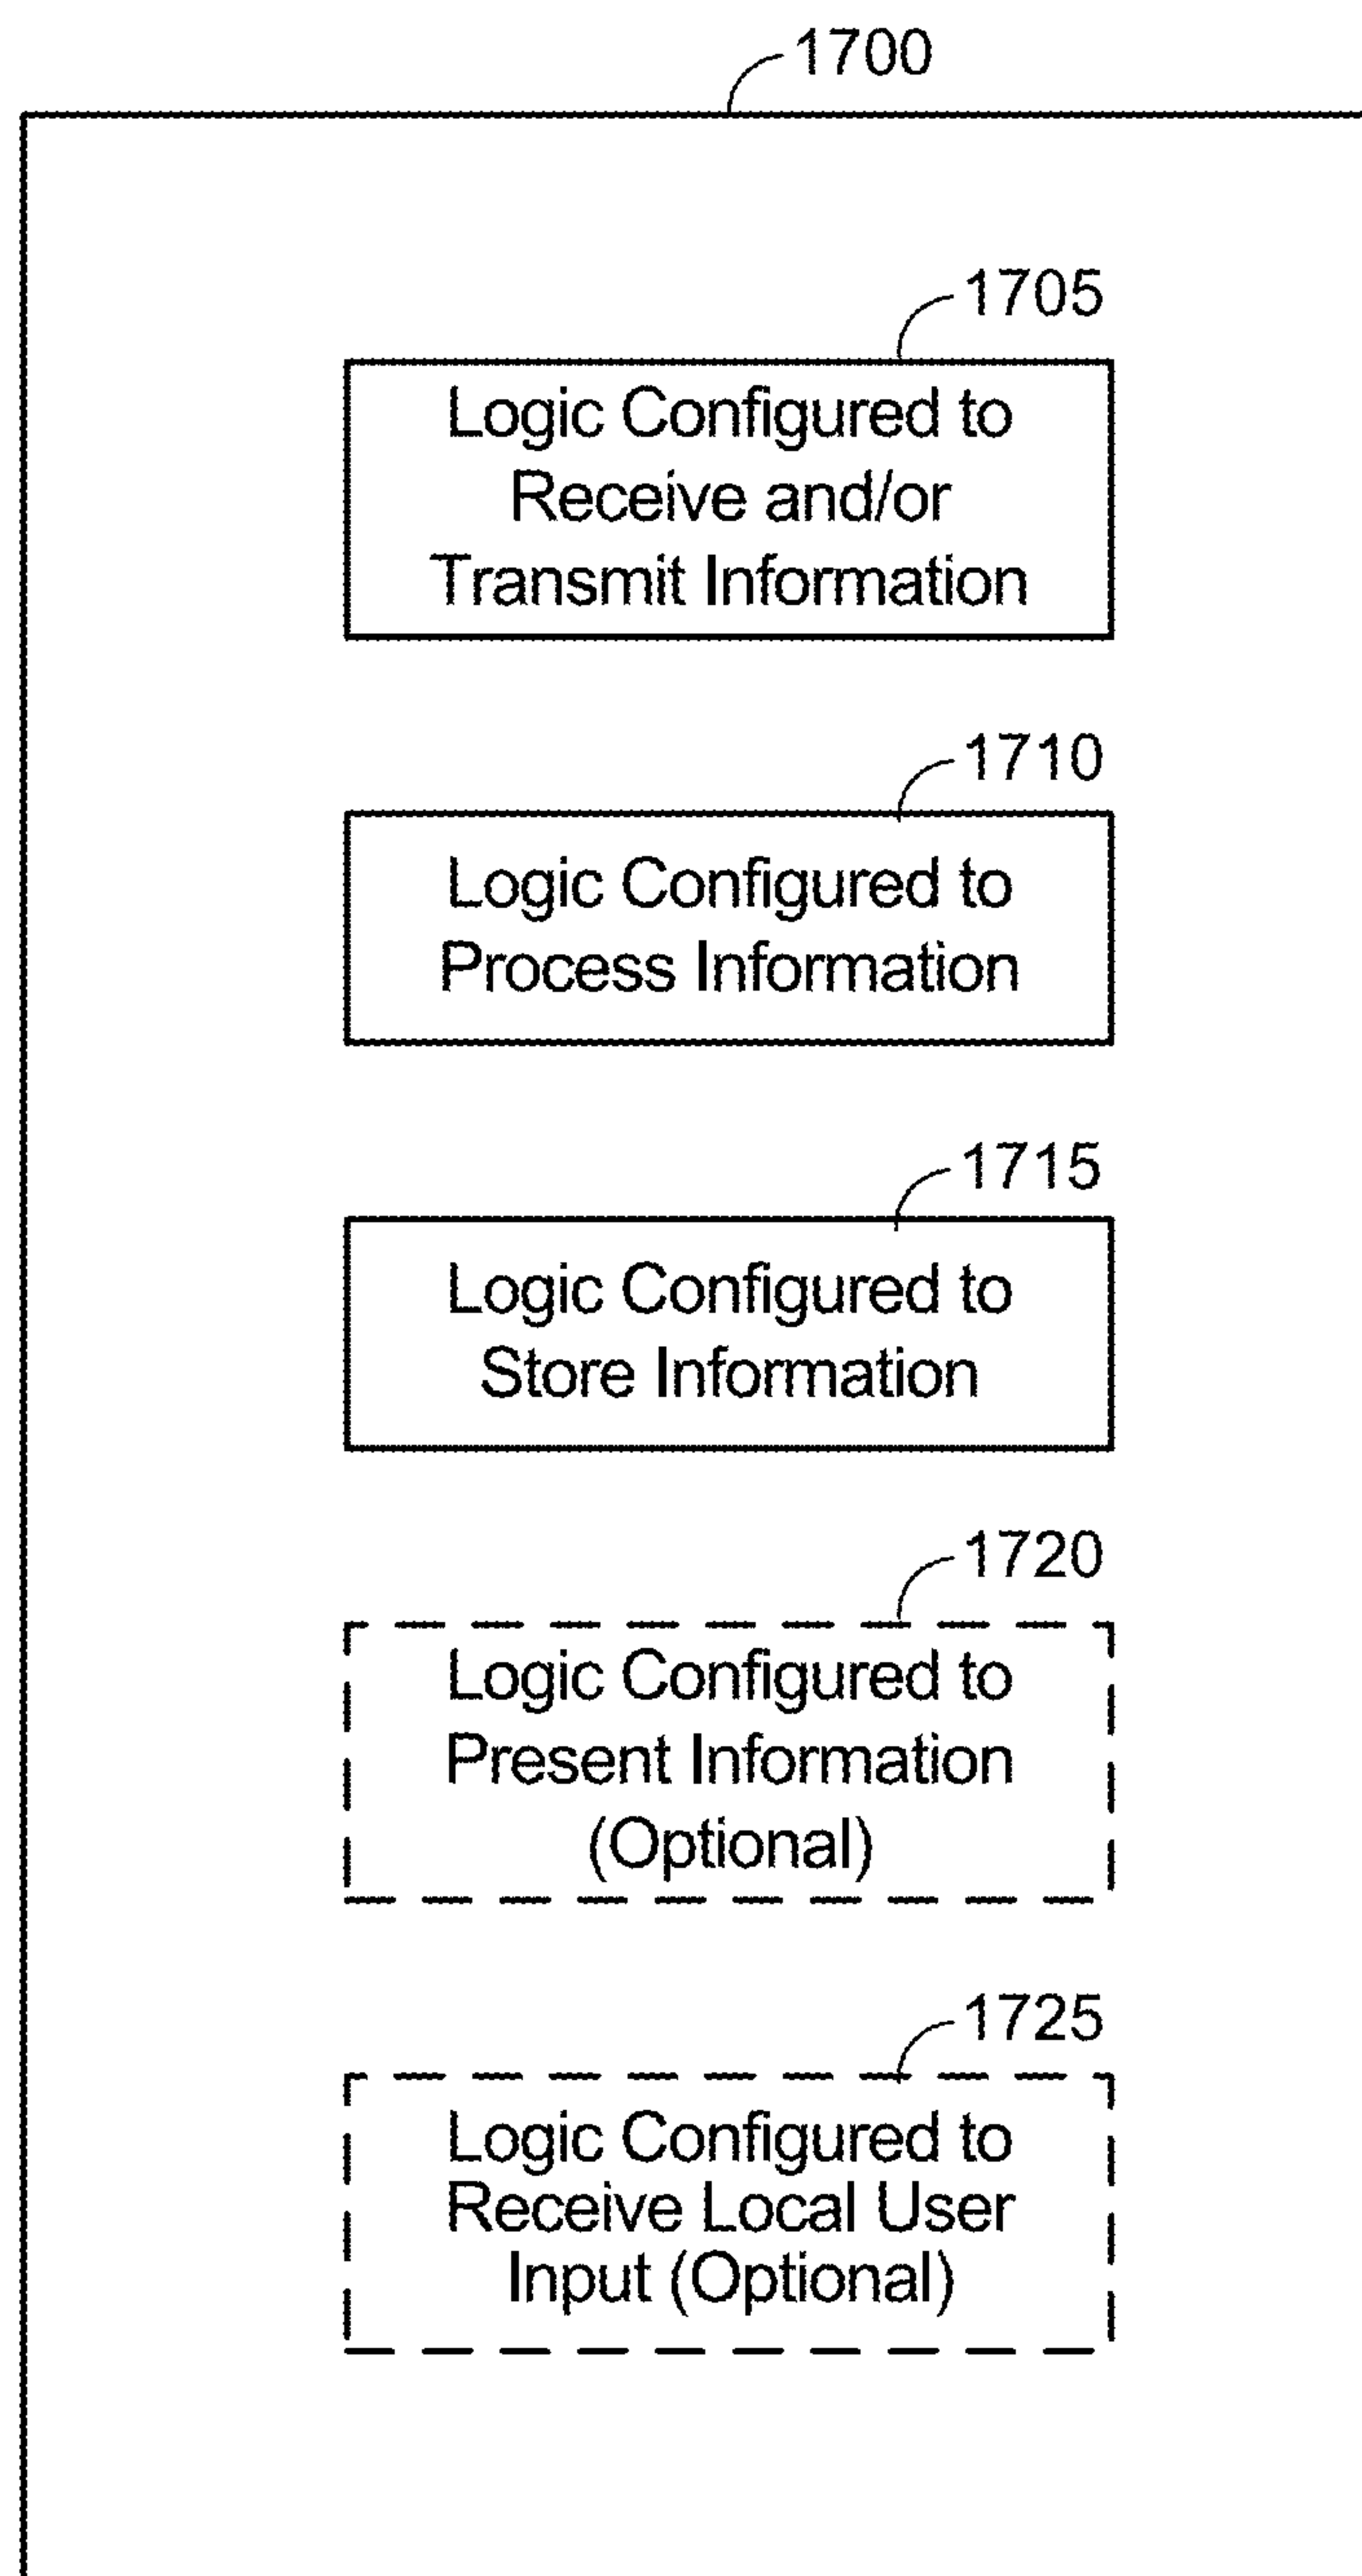 1700
1705
Logic Configured to
Receive and/or
Transmit Information
1710
Logic Configured to
Process Information
1715
Logic Configured to
Store Information
1720
Logic Configured to
Present Information
(Optional)
1725
Logic Configured to
Receive Local User
Input (Optional)